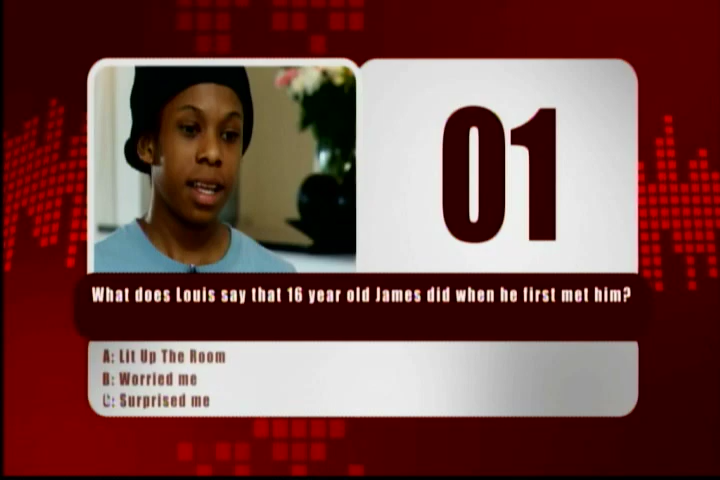 01
What does Louis say that 16 year old James did when he first met him?
A: Lit Up The Room
B: Worried me
C: Surprised me